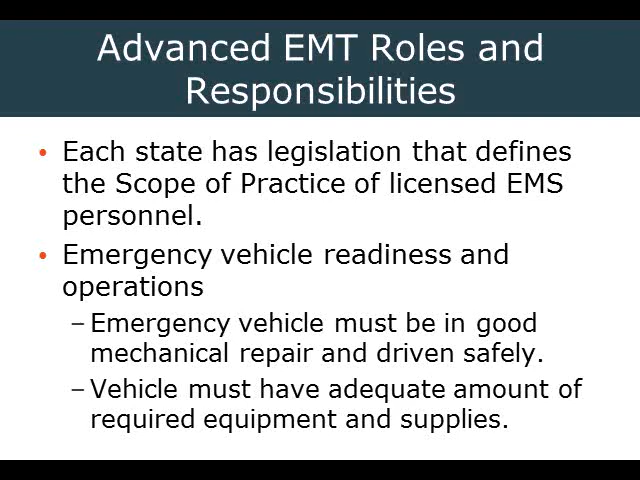 Advanced EMT Roles and
Responsibilities
• Each state has legislation that defines
the Scope of Practice of licensed EMS
personnel.
• Emergency vehicle readiness and
operations
– Emergency vehicle must be in good
mechanical repair and driven safely.
– Vehicle must have adequate amount of
required equipment and supplies.